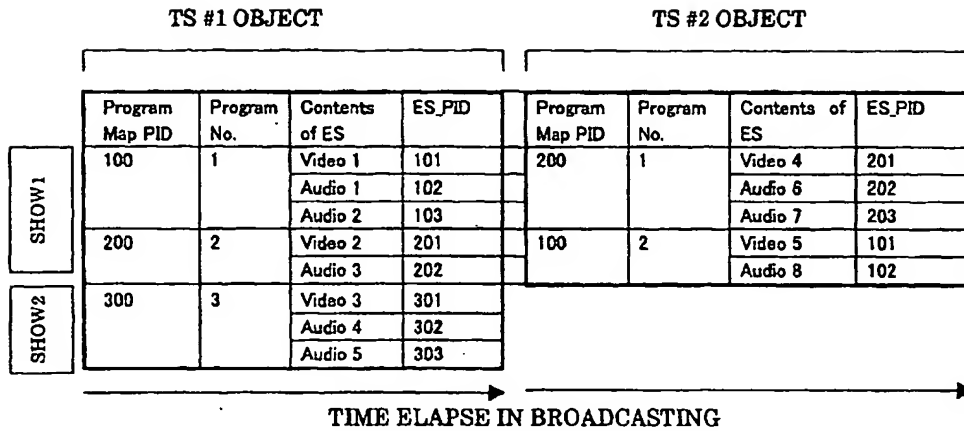 TS #1 OBJECT TS #2 OBJECT
Program Map PID Program No. Contents of ES ES_PID Program Map PID Program No. Contents of ES ES_PID
SHOW1
100 1 Video 1 101 200 1 Video 4 201
Audio 1 102 Audio 6 202
Audio 2 103 Audio 7 203
200 2 Video 2 201 100 2 Video 5 101
Audio 3 202 Audio 8 102
SHOW2
300 3 Video 3 301
Audio 4 302
Audio 5 303
TIME ELAPSE IN BROADCASTING